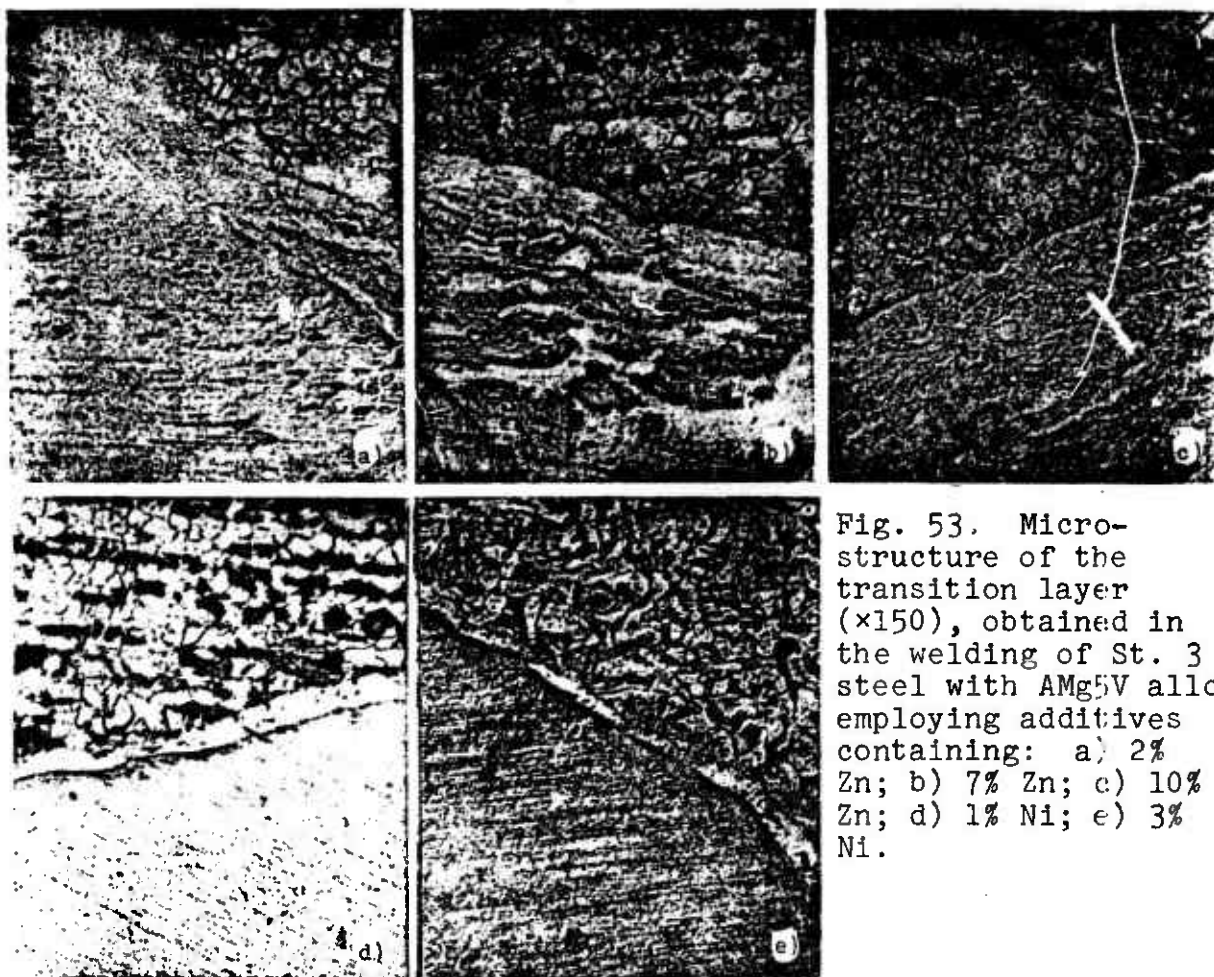 a)
b)
c)
d)
e)
Fig. 53. Micro-
structure of the
transition layer
(×150), obtained in
the welding of St. 3
steel with AMg5V allo
employing additives
containing: a) 2%
Zn; b) 7% Zn; c) 10%
Zn; d) 1% Ni; e) 3%
Ni.